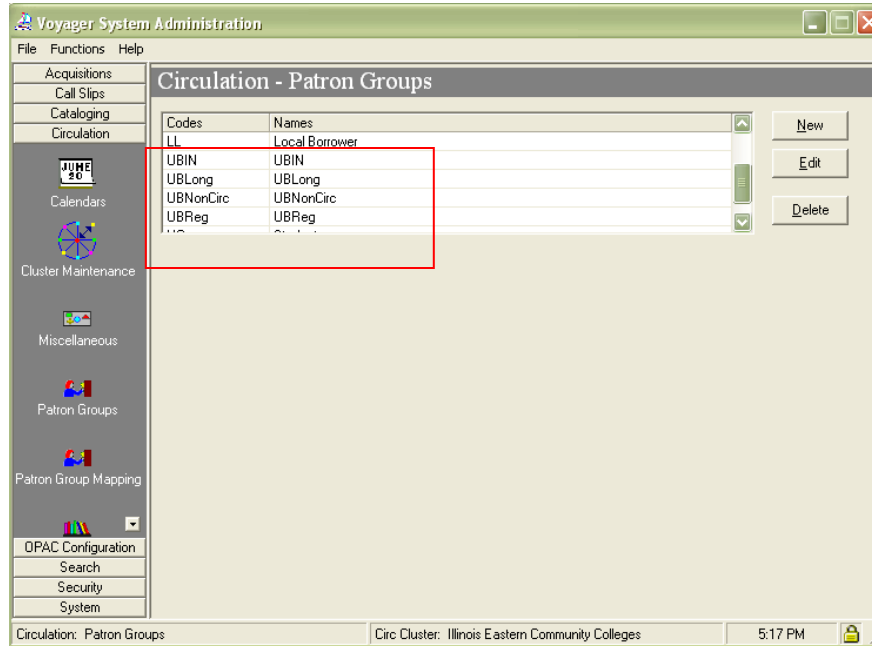 Voyager System Administration
File Functions Help
Acquisitions
Call Slips
Cataloging
Circulation
JUNE
20
Calendars
Cluster Maintenance
Miscellaneous
Patron Groups
Patron Group Mapping
OPAC Configuration
Search
Security
System
Circulation - Patron Groups
Codes Names
LL Local Borrower
UBIN UBIN
UBLong UBLong
UBNonCirc UBNonCirc
UBReg UBReg
New
Edit
Delete
Circulation: Patron Groups Circ Cluster: Illinois Eastern Community Colleges 5:17 PM